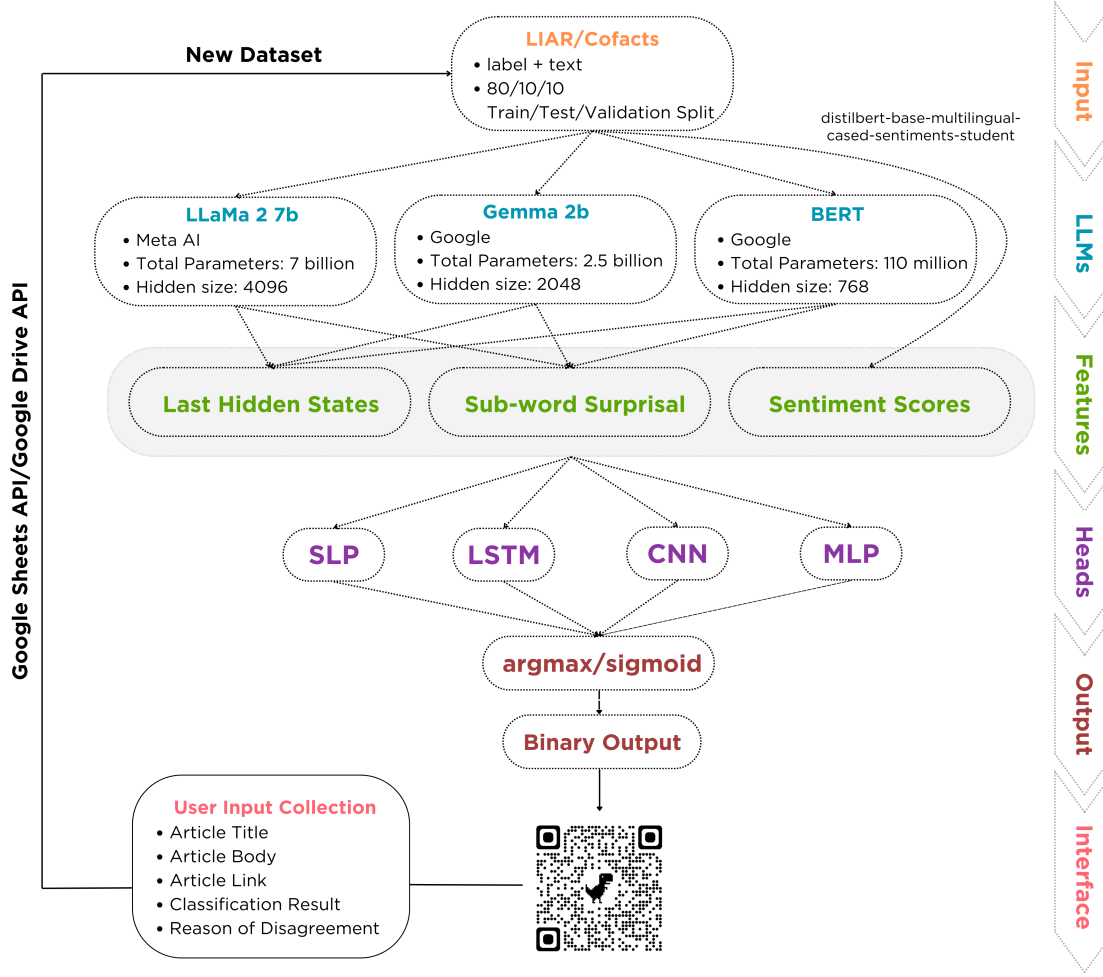 New Dataset
LIAR/Cofacts
• label + text
• 80/10/10
Train/Test/Validation Split
distilbert-base-multilingual-
cased-sentiments-student
Input
LLaMa 2 7b
• Meta AI
• Total Parameters: 7 billion
• Hidden size: 4096
Gemma 2b
• Google
• Total Parameters: 2.5 billion
• Hidden size: 2048
BERT
• Google
• Total Parameters: 110 million
• Hidden size: 768
LLMs
Last Hidden States
Sub-word Surprisal
Sentiment Scores
Features
SLP
LSTM
CNN
MLP
Heads
argmax/sigmoid
Binary Output
Output
Google Sheets API/Google Drive API
User Input Collection
• Article Title
• Article Body
• Article Link
• Classification Result
• Reason of Disagreement
Interface